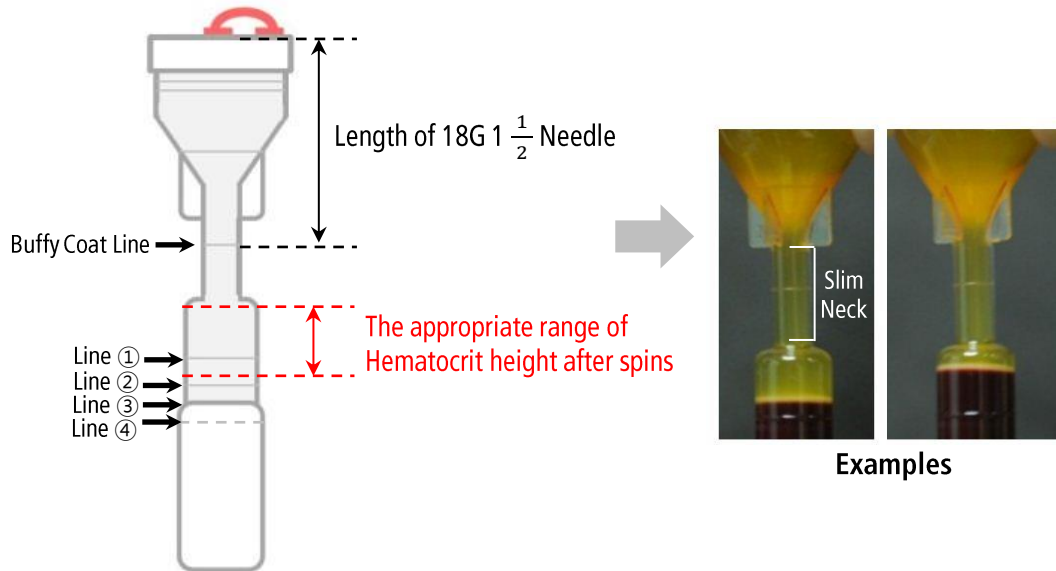 Length of 18G 1 1/2 Needle
Buffy Coat Line
Slim
Neck
The appropriate range of
Hematocrit height after spins
Line ①
Line ②
Line ③
Line ④
Examples